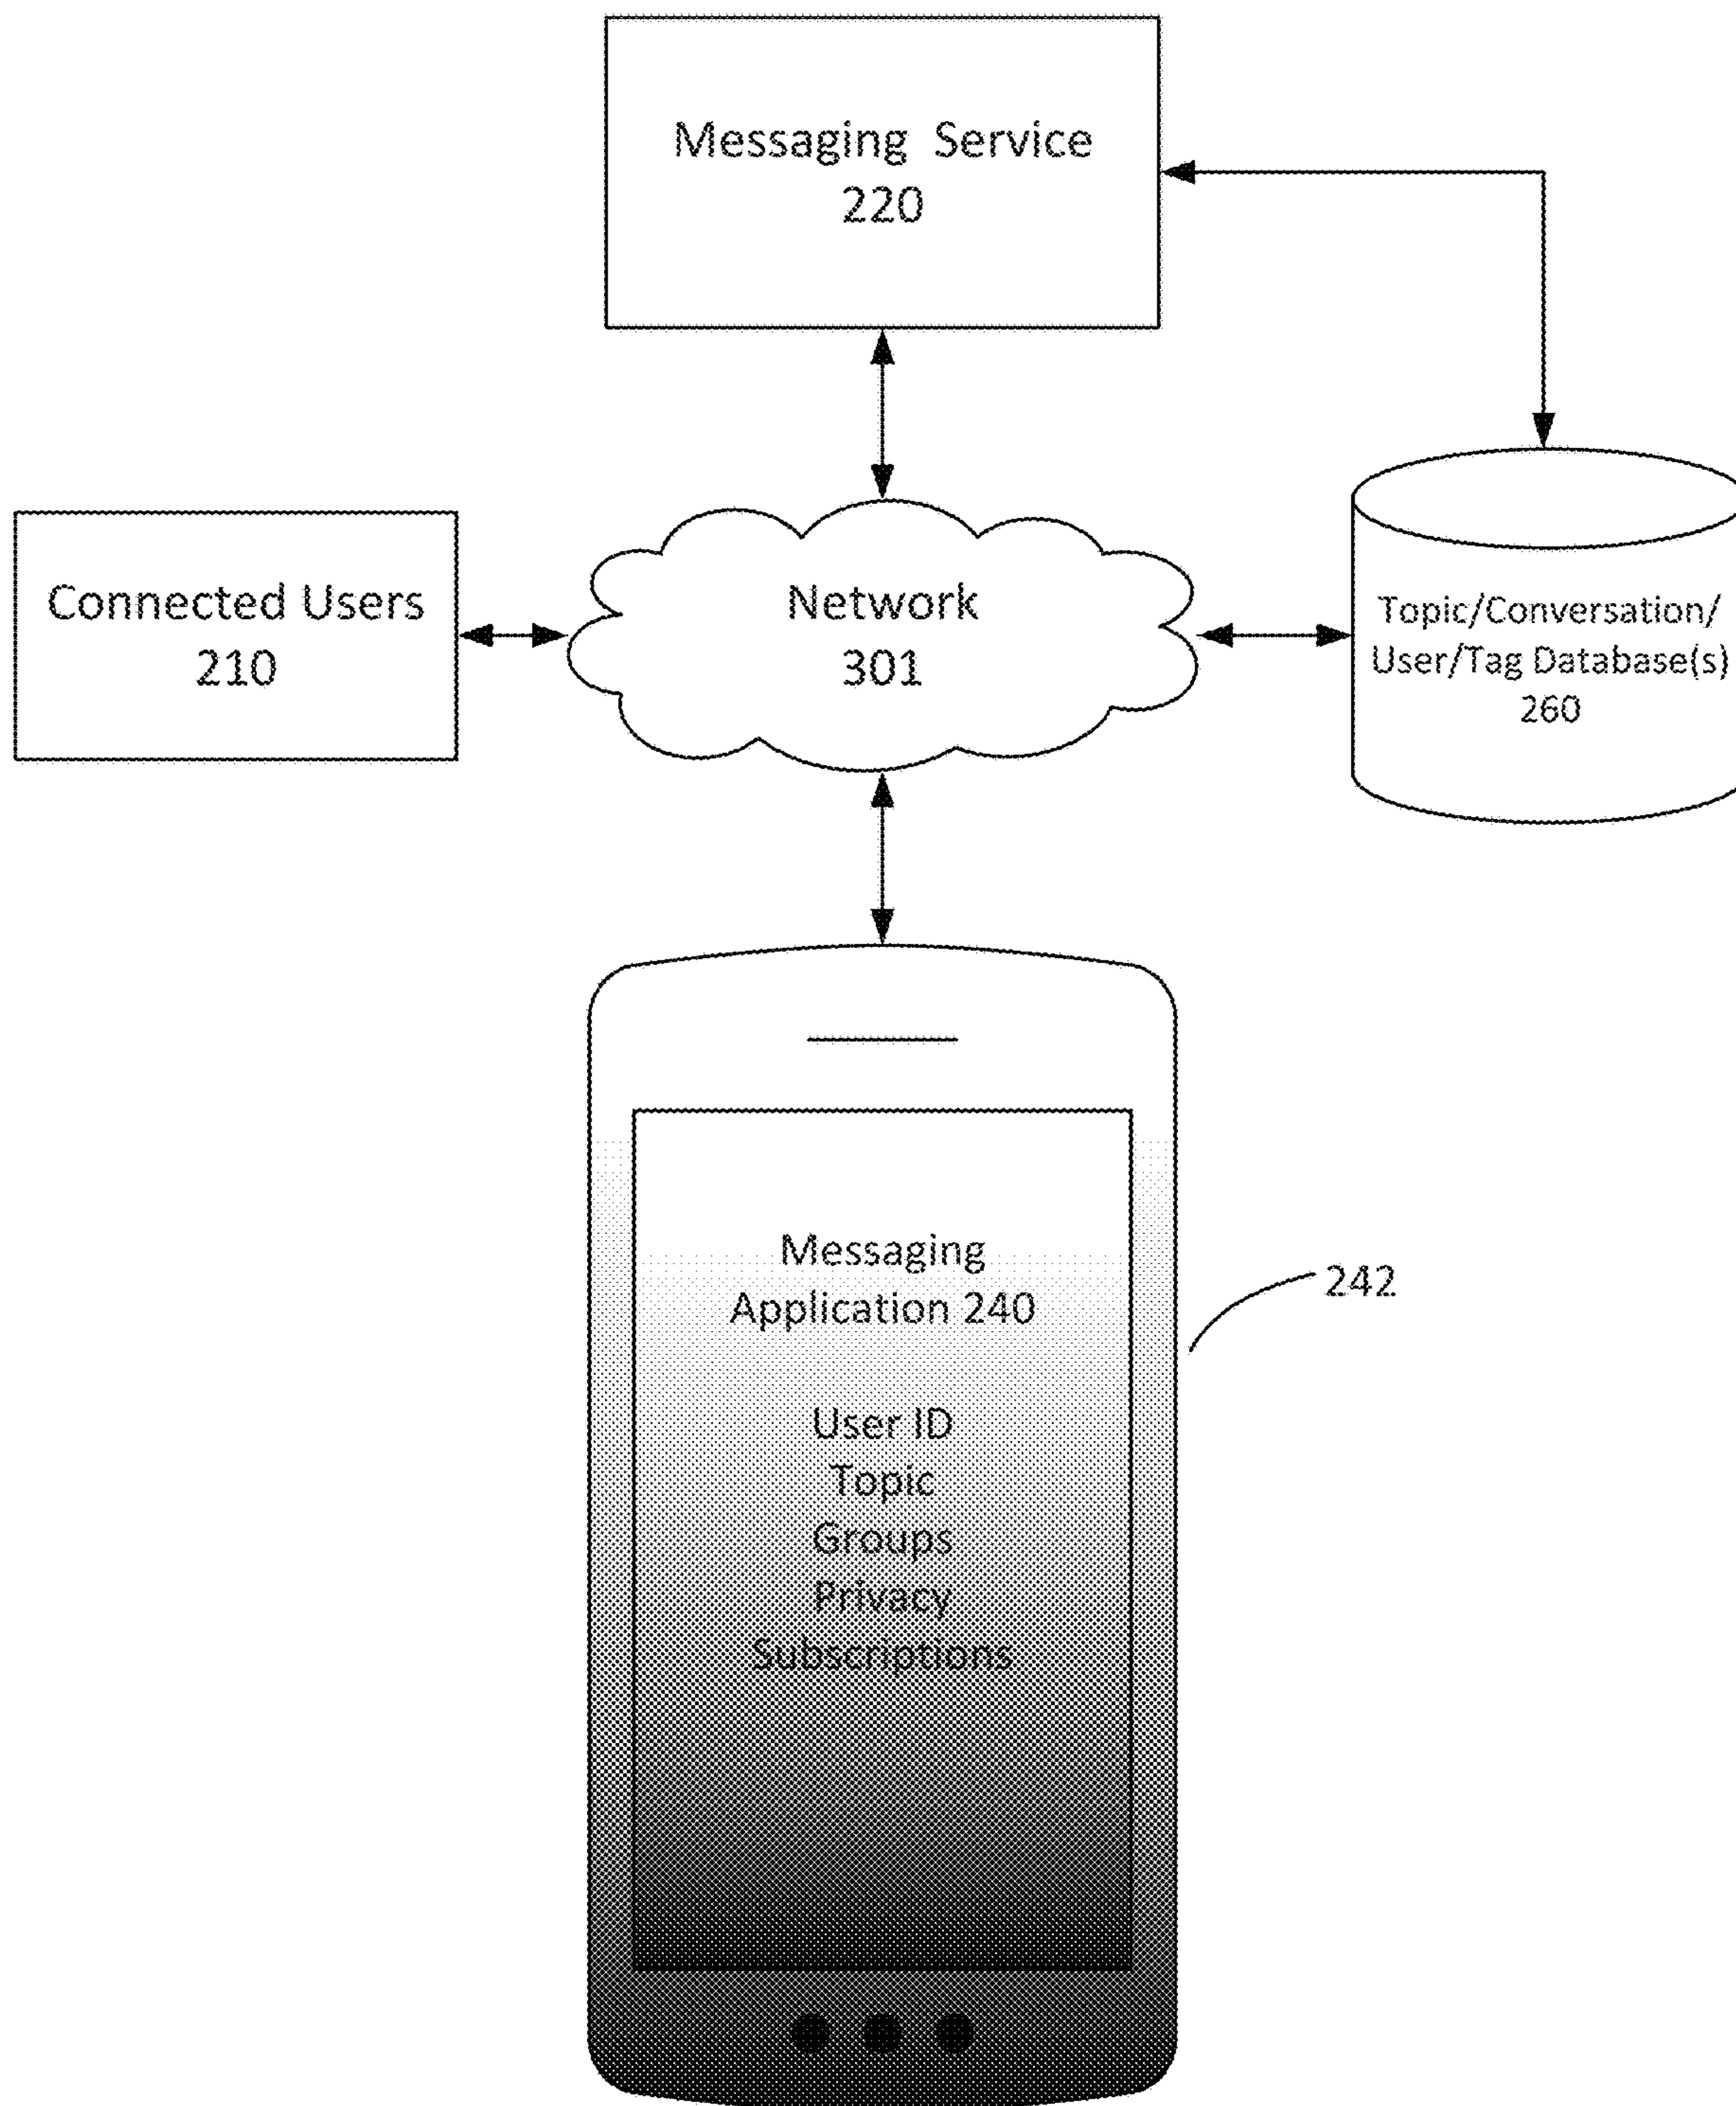 Messaging Service
220
Connected Users
210
Network
301
Topic/Conversation/
User/Tag Database(s)
260
Messaging
Application 240
User ID
Topic
Groups
Privacy
Subscriptions
242